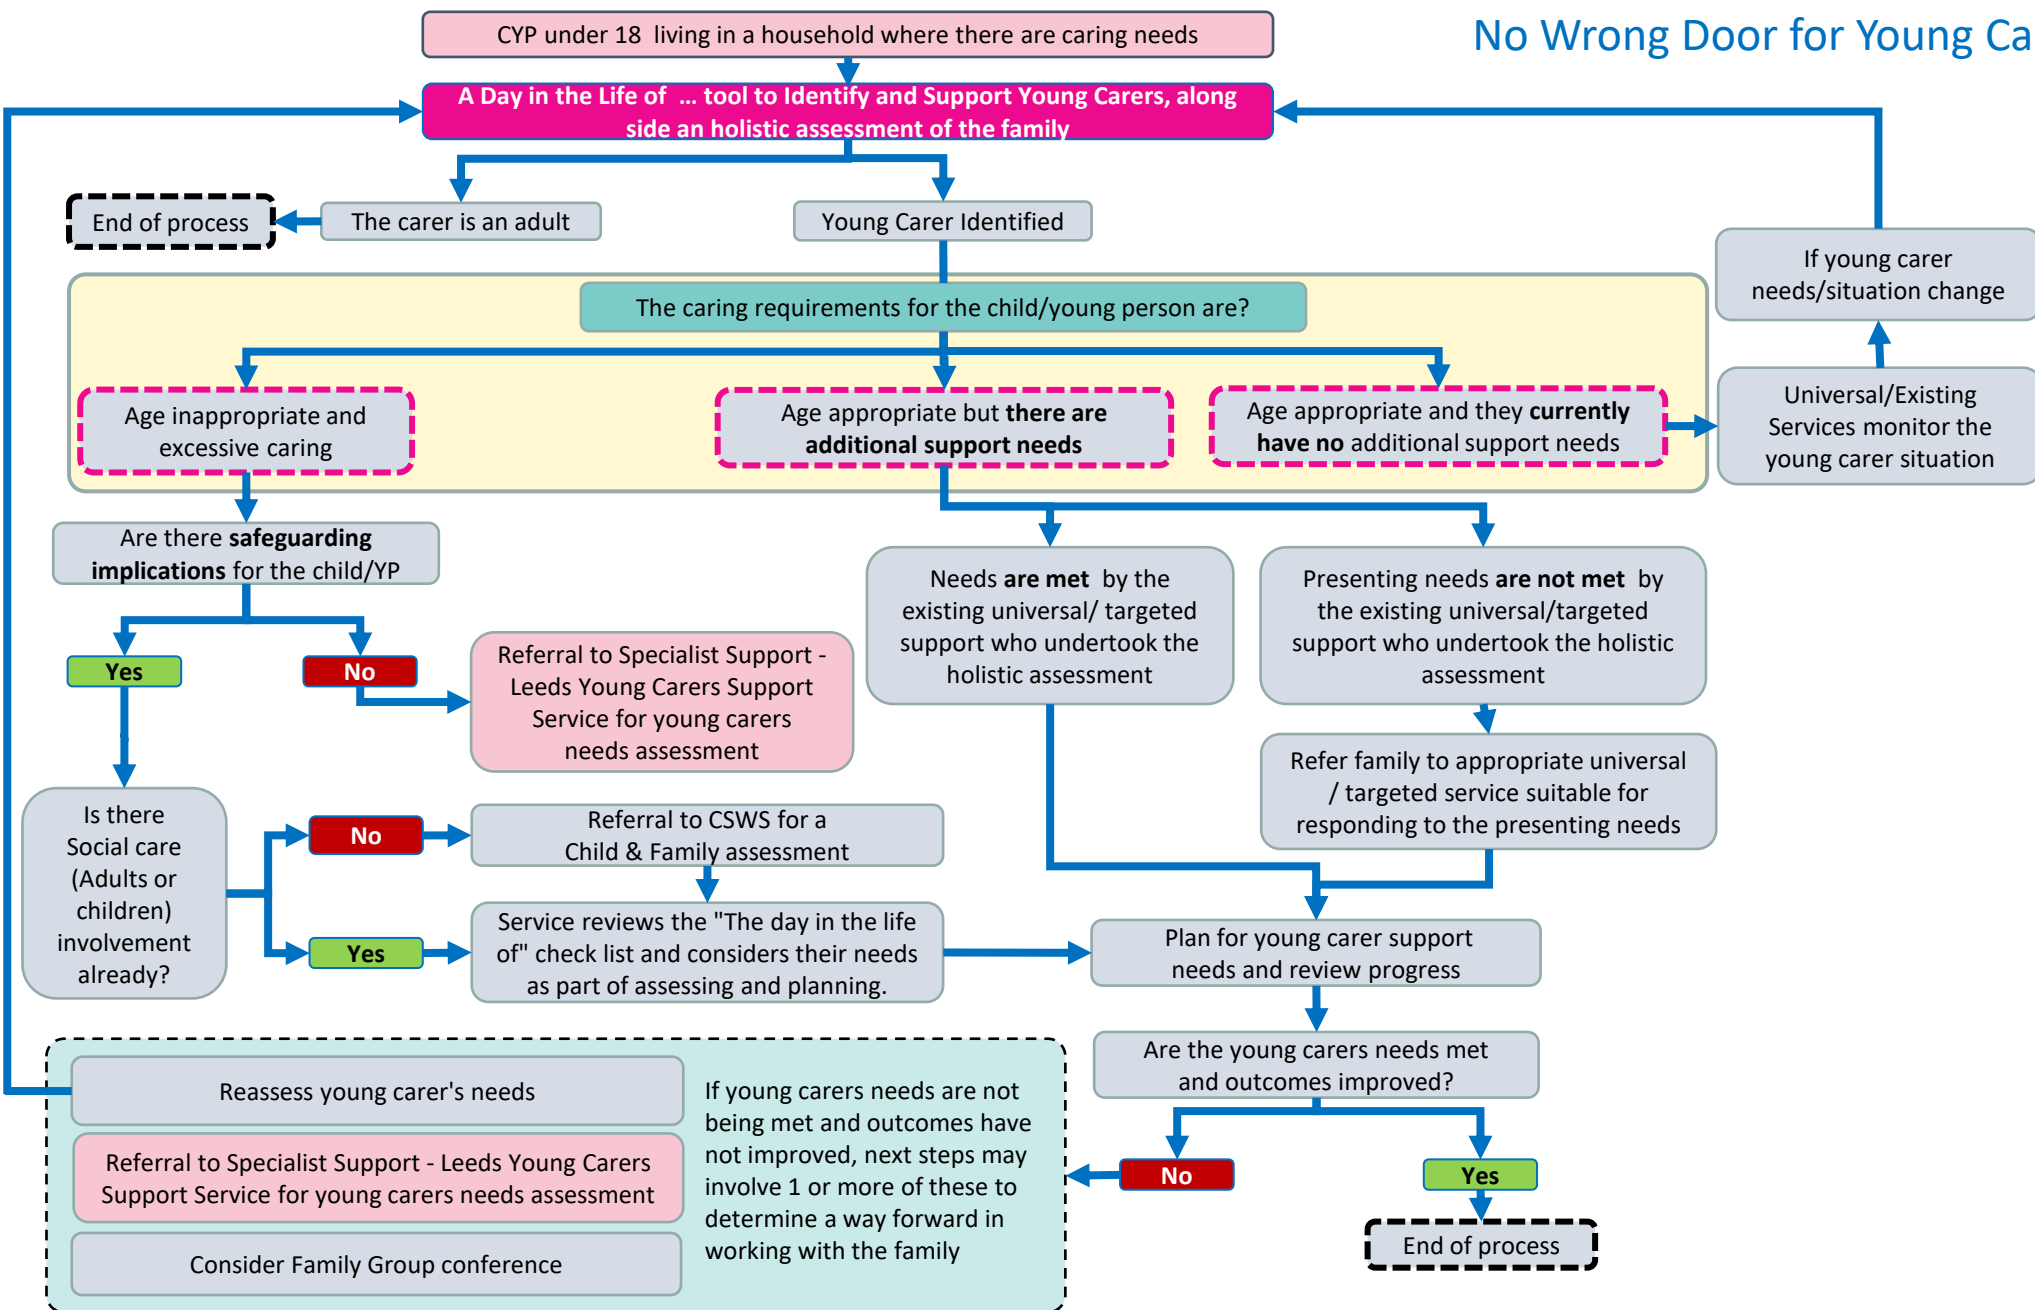 No Wrong Door for Young Ca
CYP under 18 living in a household where there are caring needs
A Day in the Life of … tool to Identify and Support Young Carers, along
side an holistic assessment of the family
End of process
The carer is an adult
Young Carer Identified
If young carer
needs/situation change
The caring requirements for the child/young person are?
Age inappropriate and
excessive caring
Age appropriate but there are
additional support needs
Age appropriate and they currently
have no additional support needs
Universal/Existing
Services monitor the
young carer situation
Are there safeguarding
implications for the child/YP
Needs are met by the
existing universal/ targeted
support who undertook the
holistic assessment
Presenting needs are not met by
the existing universal/targeted
support who undertook the holistic
assessment
Yes
No
Referral to Specialist Support -
Leeds Young Carers Support
Service for young carers
needs assessment
Refer family to appropriate universal
/ targeted service suitable for
responding to the presenting needs
Is there
Social care
(Adults or
children)
involvement
already?
No
Referral to CSWS for a
Child & Family assessment
Yes
Service reviews the "The day in the life
of" check list and considers their needs
as part of assessing and planning.
Plan for young carer support
needs and review progress
Are the young carers needs met
and outcomes improved?
No
Yes
End of process
Reassess young carer's needs
Referral to Specialist Support - Leeds Young Carers
Support Service for young carers needs assessment
Consider Family Group conference
If young carers needs are not
being met and outcomes have
not improved, next steps may
involve 1 or more of these to
determine a way forward in
working with the family